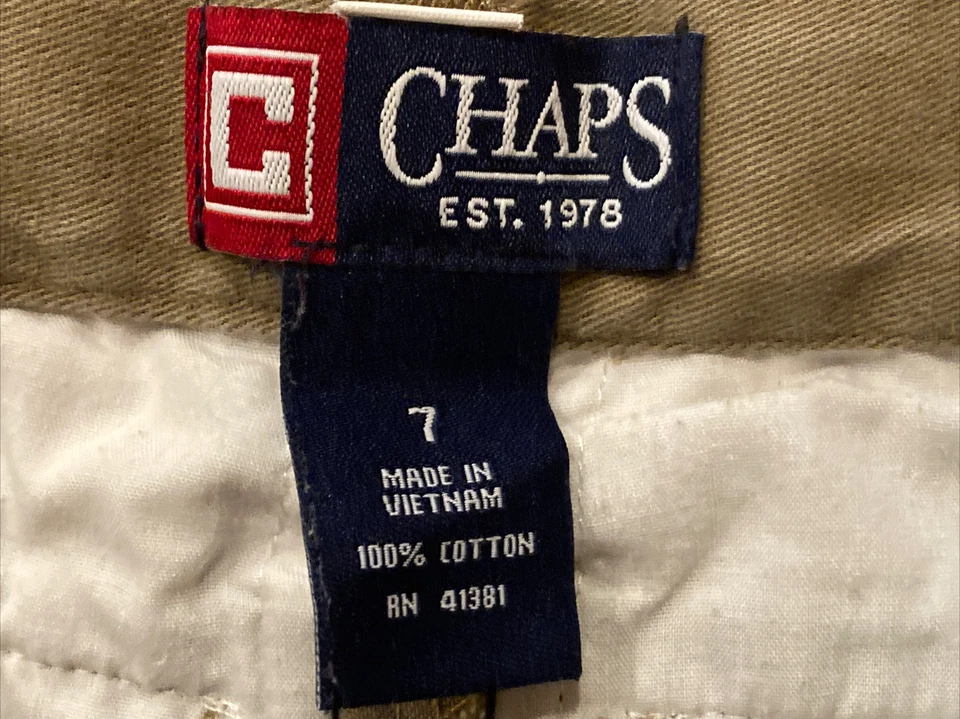 C
CHAPS
EST. 1978
7
MADE IN
VIETNAM
100% COTTON
RN 41381